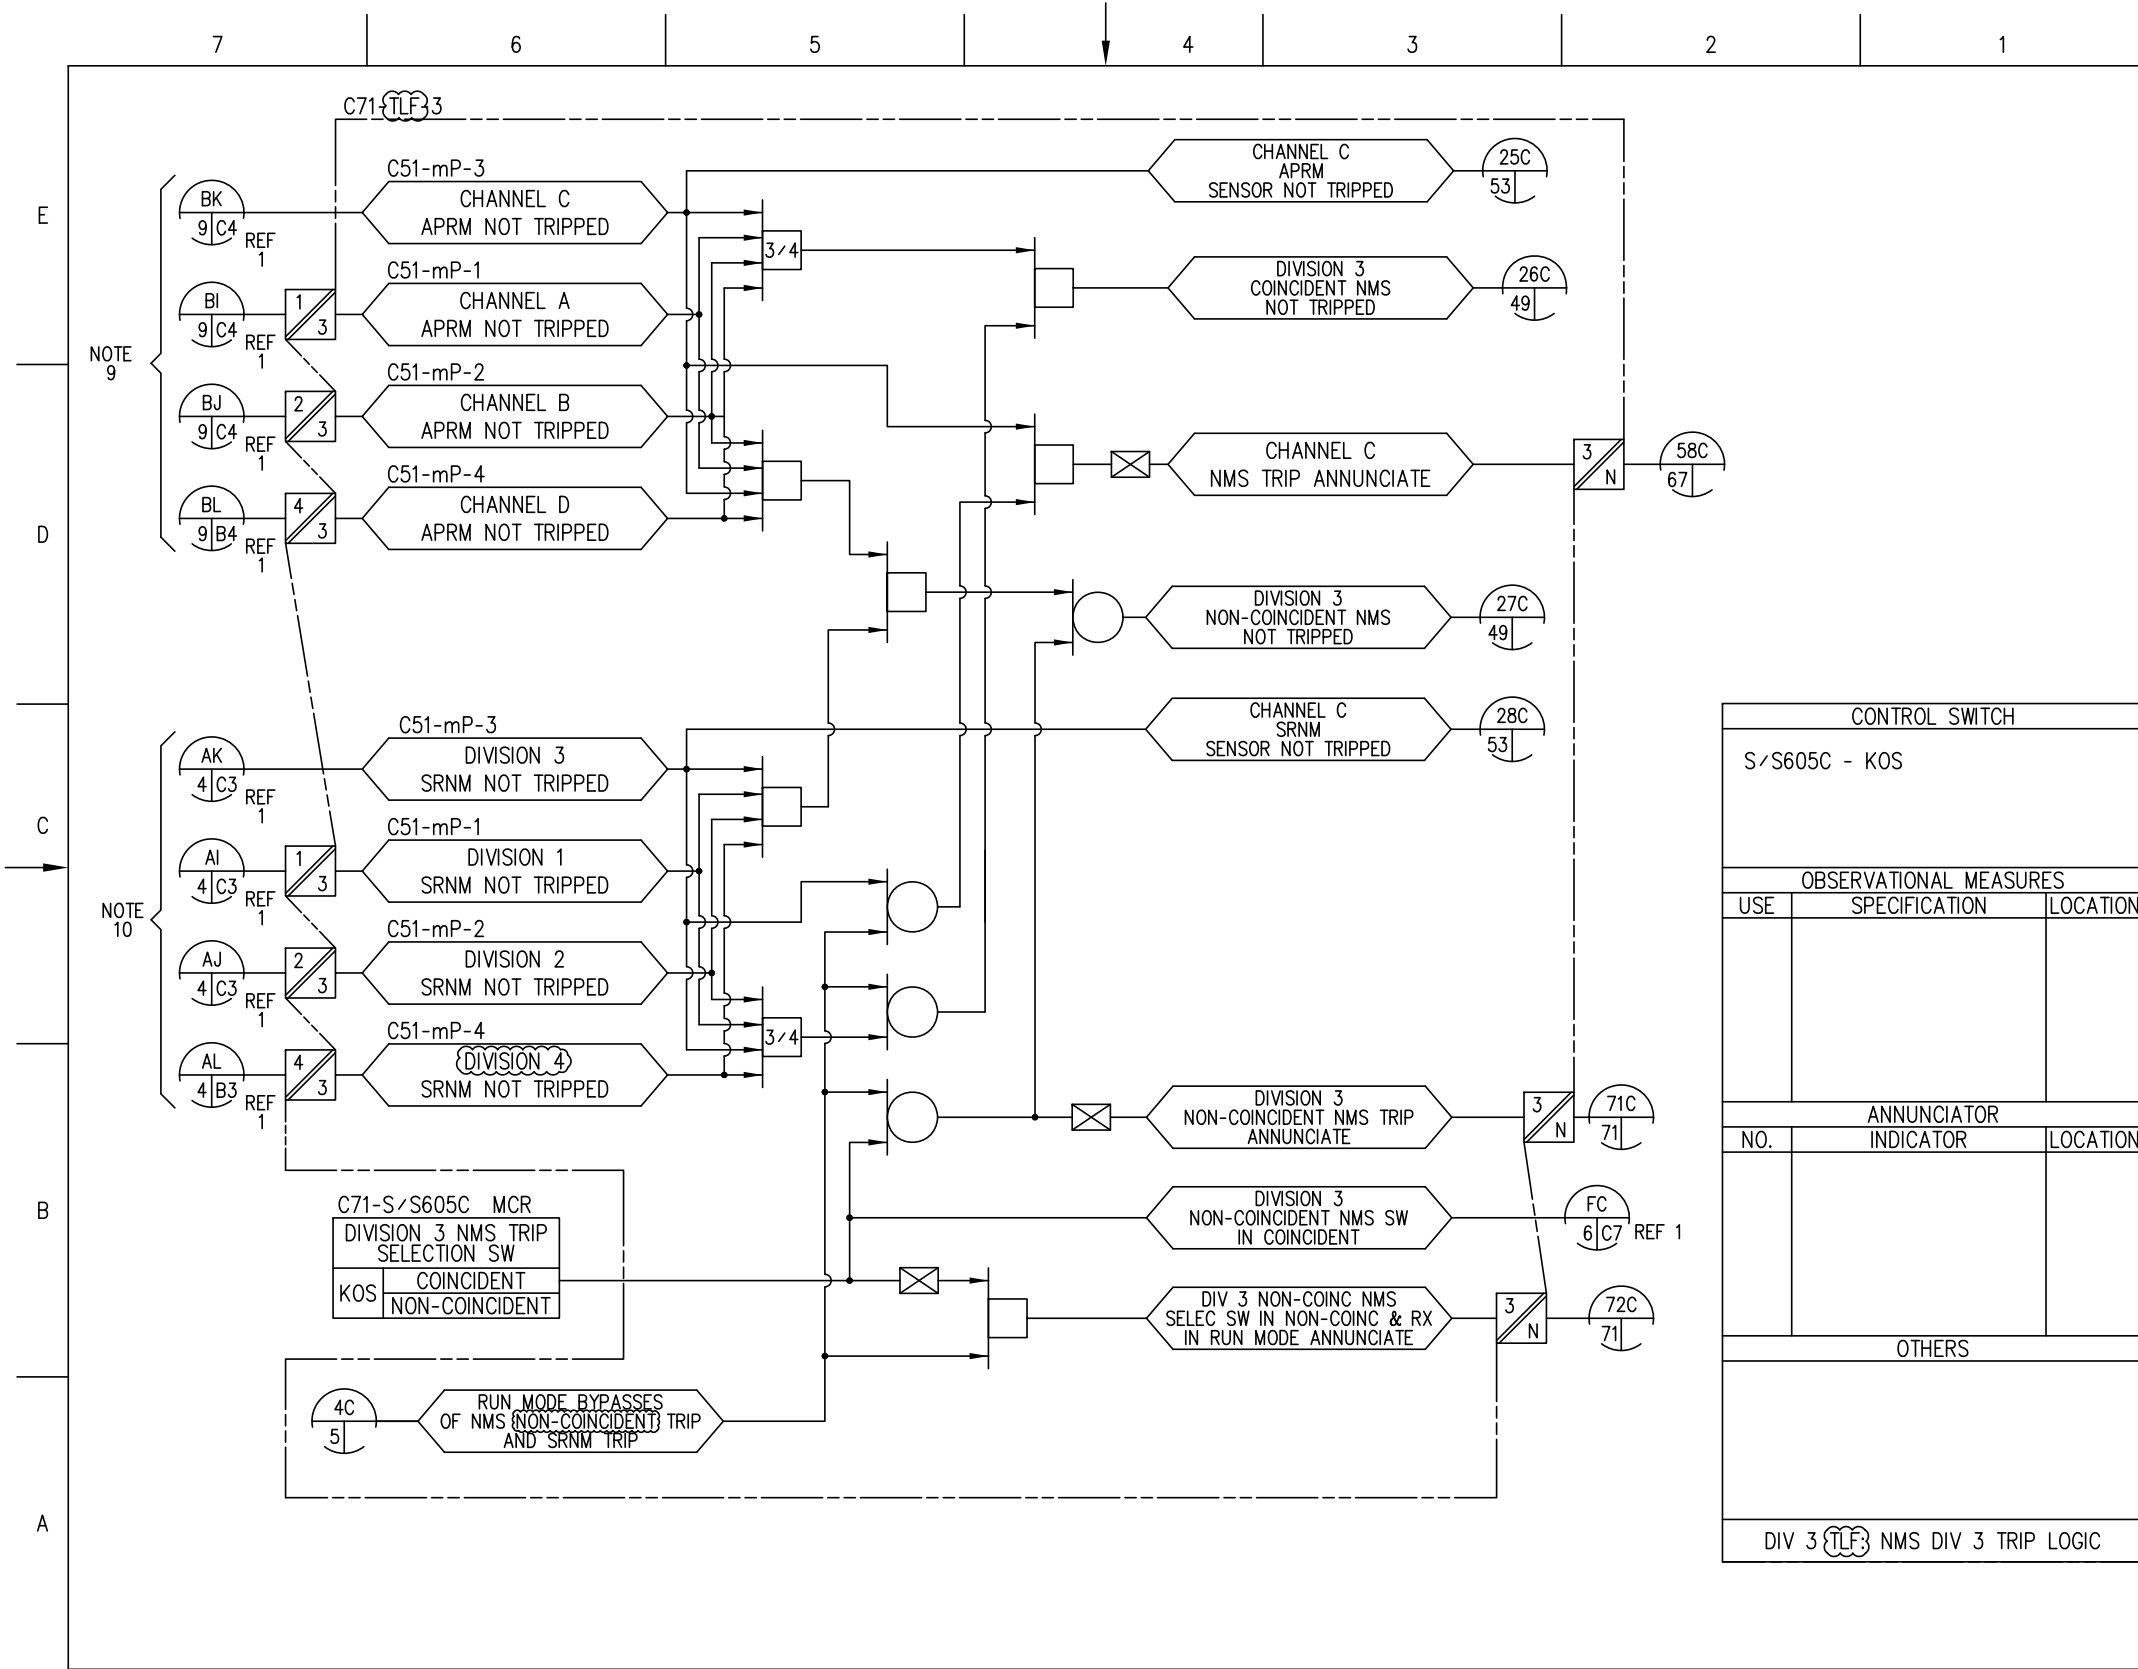 7 6 5 4 3 2 1
E
D
C
B
A
C71-TLF-3
NOTE
9
BK
9 C4
REF
1
C51-mP-3
CHANNEL C
APRM NOT TRIPPED
BI
9 C4
REF
1
1
3
C51-mP-1
CHANNEL A
APRM NOT TRIPPED
BJ
9 C4
REF
1
2
3
C51-mP-2
CHANNEL B
APRM NOT TRIPPED
BL
9 B4
REF
1
4
3
C51-mP-4
CHANNEL D
APRM NOT TRIPPED
3/4
CHANNEL C
APRM
SENSOR NOT TRIPPED
25C
53
DIVISION 3
COINCIDENT NMS
NOT TRIPPED
26C
49
CHANNEL C
NMS TRIP ANNUNCIATE
3
N
58C
67
DIVISION 3
NON-COINCIDENT NMS
NOT TRIPPED
27C
49
CHANNEL C
SRNM
SENSOR NOT TRIPPED
28C
53
NOTE
10
AK
4 C3
REF
1
C51-mP-3
DIVISION 3
SRNM NOT TRIPPED
AI
4 C3
REF
1
1
3
C51-mP-1
DIVISION 1
SRNM NOT TRIPPED
AJ
4 C3
REF
1
2
3
C51-mP-2
DIVISION 2
SRNM NOT TRIPPED
AL
4 B3
REF
1
4
3
C51-mP-4
DIVISION 4
SRNM NOT TRIPPED
3/4
DIVISION 3
NON-COINCIDENT NMS TRIP
ANNUNCIATE
3
N
71C
71
C71-S/S605C MCR
DIVISION 3 NMS TRIP
SELECTION SW
KOS
COINCIDENT
NON-COINCIDENT
DIVISION 3
NON-COINCIDENT NMS SW
IN COINCIDENT
FC
6 C7
REF 1
DIV 3 NON-COINC NMS
SELEC SW IN NON-COINC & RX
IN RUN MODE ANNUNCIATE
3
N
72C
71
4C
5
RUN MODE BYPASSES
OF NMS NON-COINCIDENT TRIP
AND SRNM TRIP
CONTROL SWITCH
S/S605C - KOS
OBSERVATIONAL MEASURES
USE SPECIFICATION LOCATION
ANNUNCIATOR
NO. INDICATOR LOCATION
OTHERS
DIV 3 TLF: NMS DIV 3 TRIP LOGIC